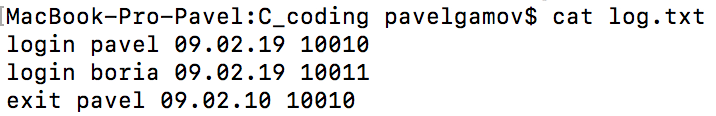 [MacBook-Pro-Pavel:C_coding pavelgamov$ cat log.txt
login pavel 09.02.19 10010
login boria 09.02.19 10011
exit pavel 09.02.10 10010